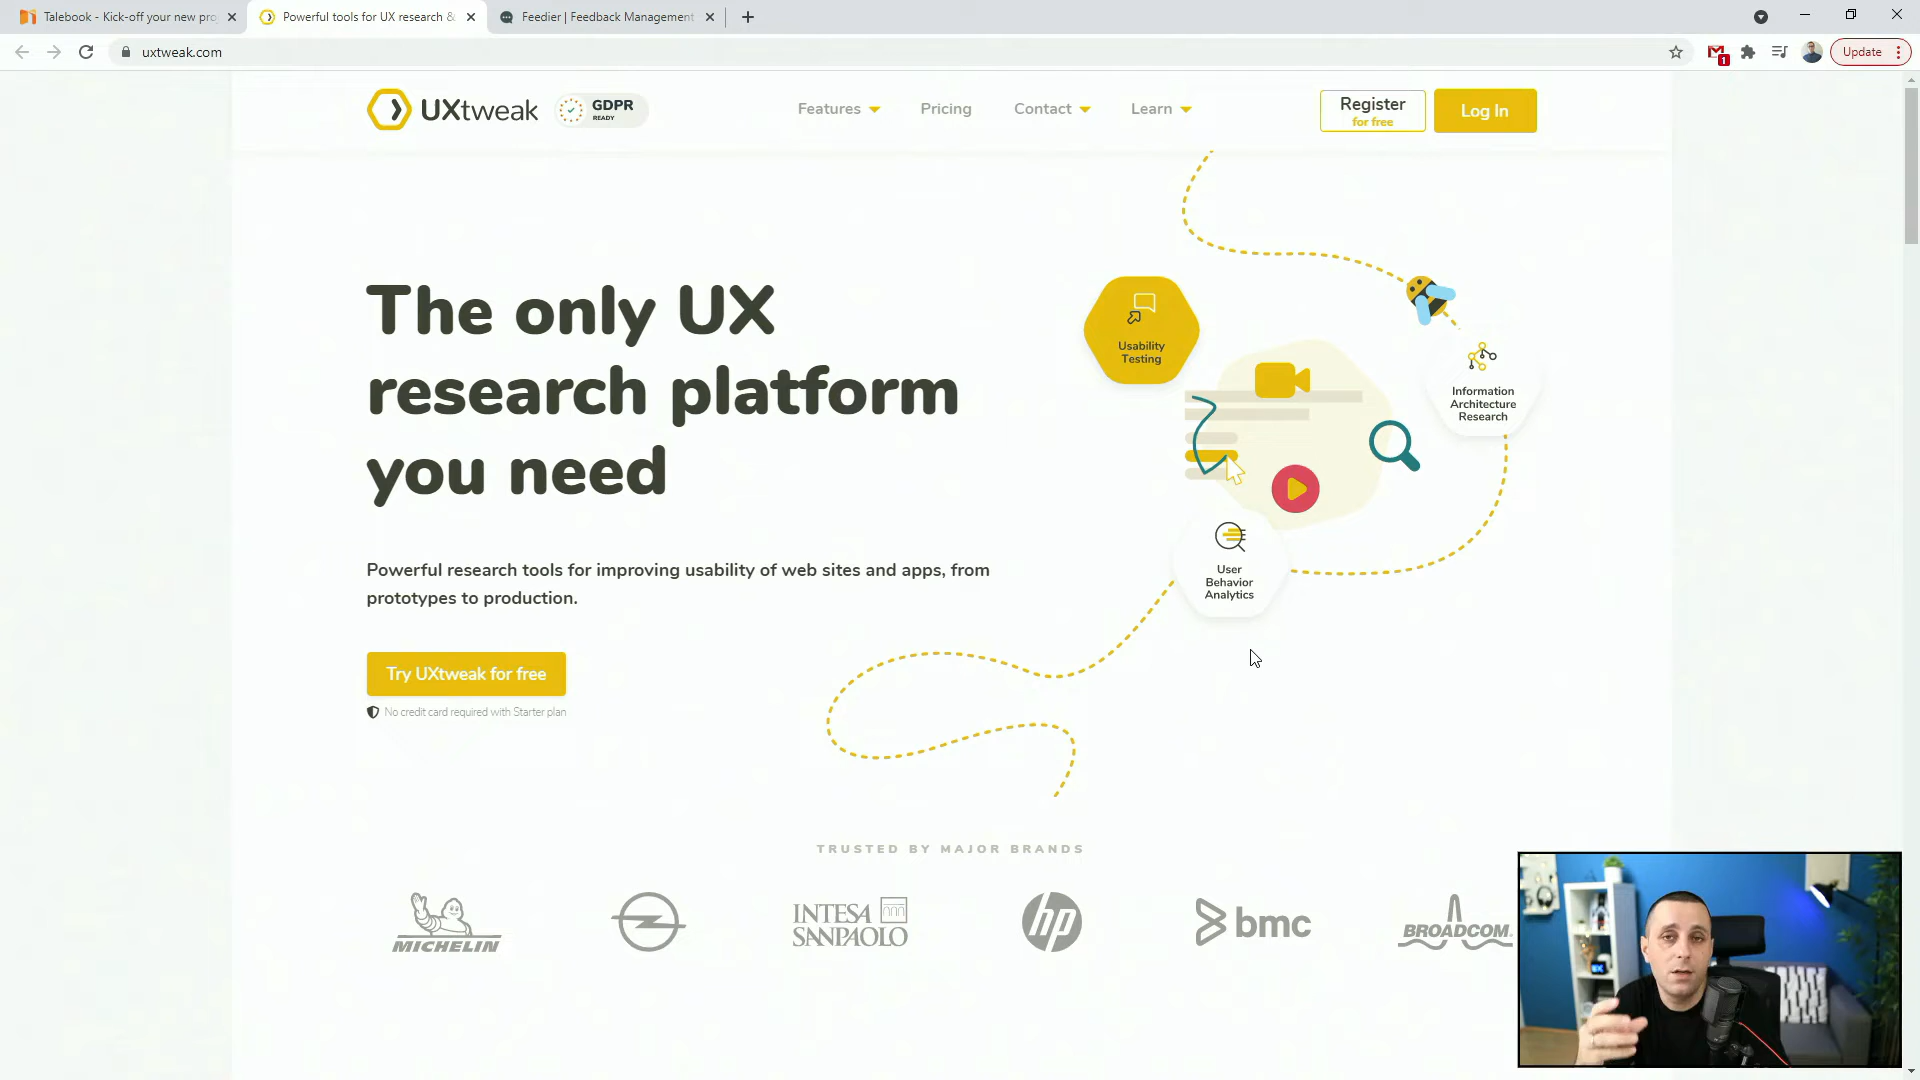 Talebook - Kick-off your new pro
Powerful tools for UX research &
Feedier | Feedback Management
uxtweak.com
1
Update
UXtweak
GDPR
READY
Features
Pricing
Contact
Learn
Register
for free
Log In
The only UX
research platform
you need
Powerful research tools for improving usability of web sites and apps, from
prototypes to production.
Try UXtweak for free
No credit card required with Starter plan
Usability
Testing
Information
Architecture
Research
User
Behavior
Analytics
TRUSTED BY MAJOR BRANDS
MICHELIN
INTESA
SANPAOLO
hp
bmc
BROADCOM